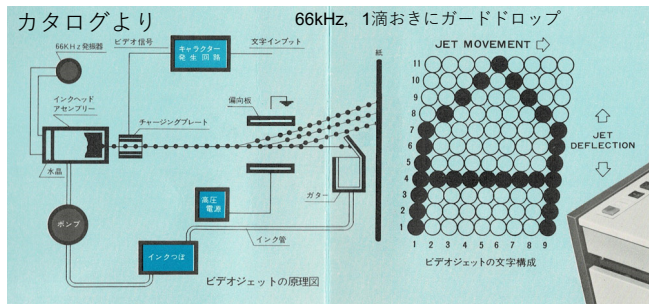 カタログより
66kHz，1滴おきにガードドロップ
66KHz発振器
ビデオ信号
キャラクター
発生回路
文字インプット
紙
インクヘッド
アセンブリー
チャージングプレート
偏向板
水晶
高圧
電源
ガター
ポンプ
インク管
インクつぼ
ビデオジェットの原理図
JET MOVEMENT
11
10
9
8
7
6
5
4
3
2
1
JET
DEFLECTION
1 2 3 4 5 6 7 8 9
ビデオジェットの文字構成